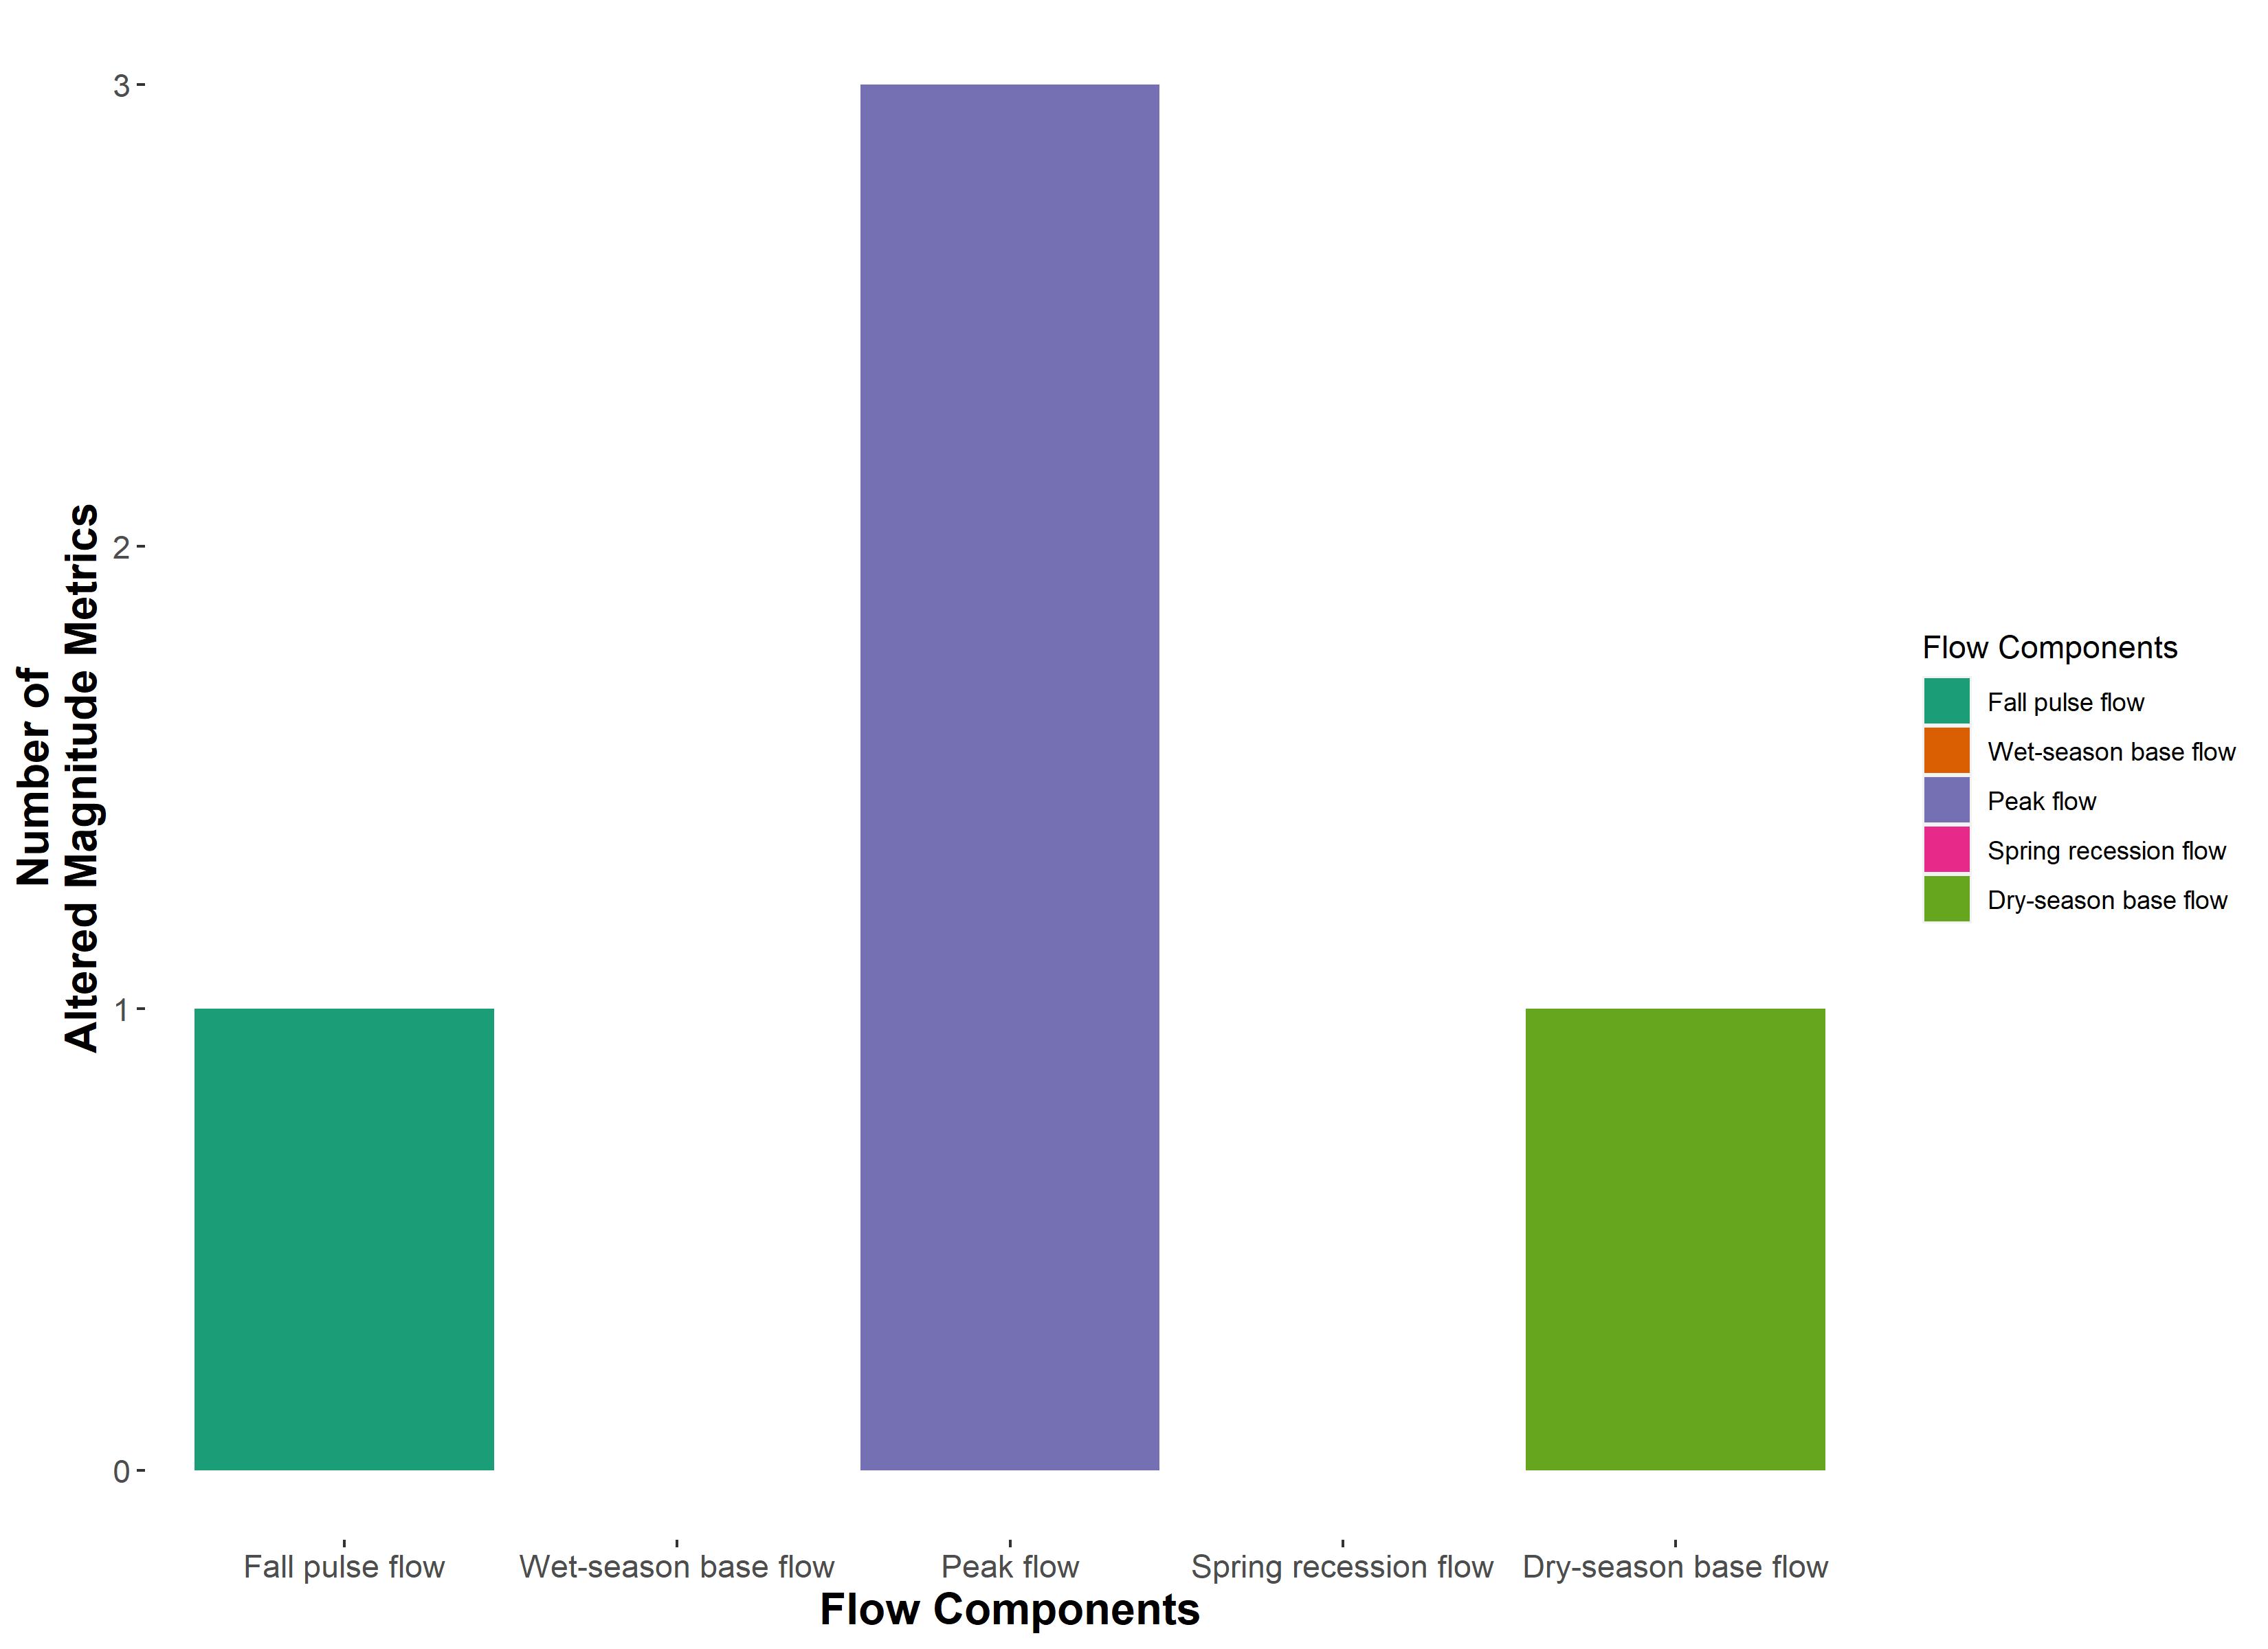 Number of
Altered Magnitude Metrics
3
2
1
0
Fall pulse flow
Wet-season base flow
Peak flow
Spring recession flow
Dry-season base flow
Flow Components
Flow Components
Fall pulse flow
Wet-season base flow
Peak flow
Spring recession flow
Dry-season base flow